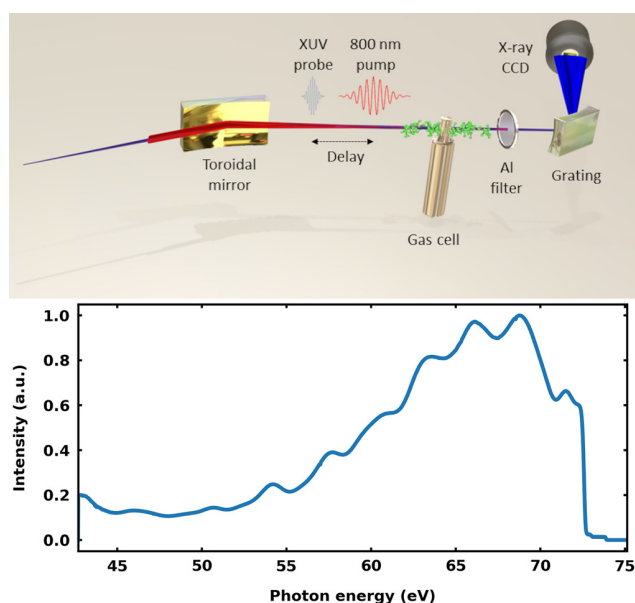 XUV
probe
800 nm
pump
X-ray
CCD
Toroidal
mirror
Delay
Al
filter
Grating
Gas cell
1.0
0.8
0.6
0.4
0.2
0.0
Intensity (a.u.)
45 50 55 60 65 70 75
Photon energy (eV)